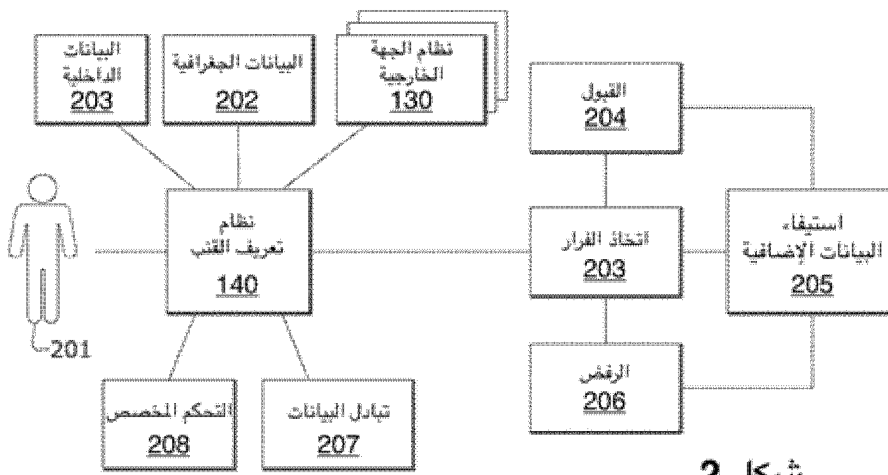 البيانات
الداخلية
203
البيانات الجغرافية
202
نظام الجهة
الخارجية
130
القبول
204
نظام
تعريف القنب
140
اتخاذ القرار
203
استيفاء
البيانات الإضافية
205
201
الرفض
206
التحكم المخصص
208
تبادل البيانات
207
شكل 2